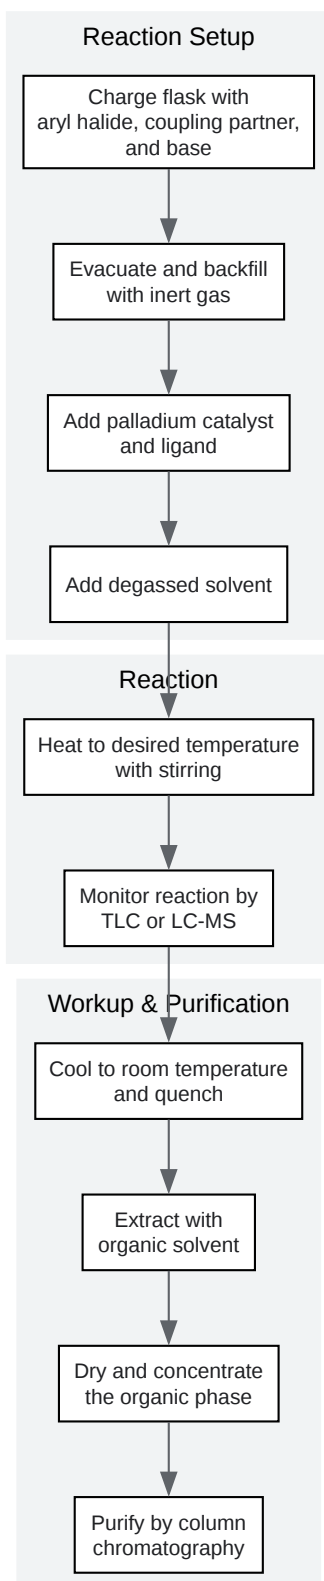 Reaction Setup
Charge flask with
aryl halide, coupling partner,
and base
Evacuate and backfill
with inert gas
Add palladium catalyst
and ligand
Add degassed solvent
Reaction
Heat to desired temperature
with stirring
Monitor reaction by
TLC or LC-MS
Workup & Purification
Cool to room temperature
and quench
Extract with
organic solvent
Dry and concentrate
the organic phase
Purify by column
chromatography